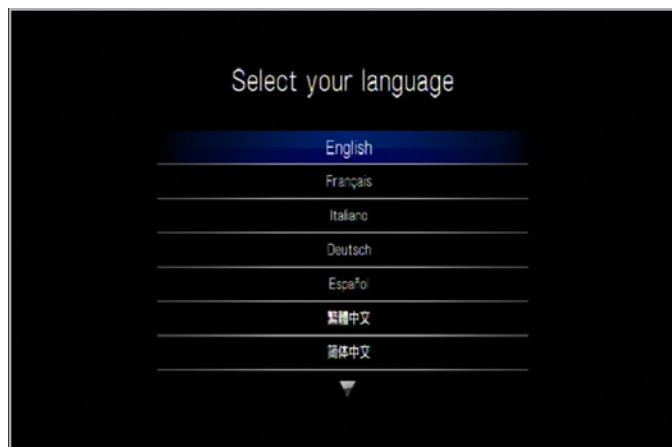 Select your language
English
Français
Italiano
Deutsch
Español
繁體中文
简体中文